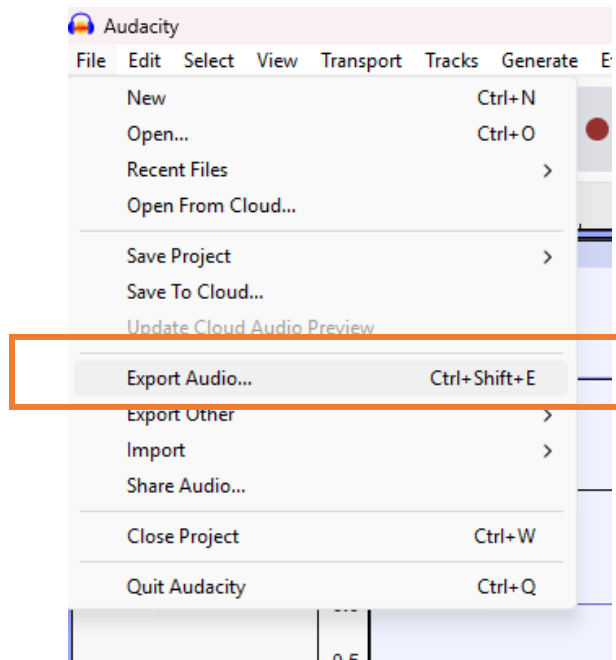 Audacity
File Edit Select View Transport Tracks Generate
New Ctrl+N
Open... Ctrl+O
Recent Files
Open From Cloud...
Save Project
Save To Cloud...
Update Cloud Audio Preview
Export Audio... Ctrl+Shift+E
Export Other
Import
Share Audio...
Close Project Ctrl+W
Quit Audacity Ctrl+Q